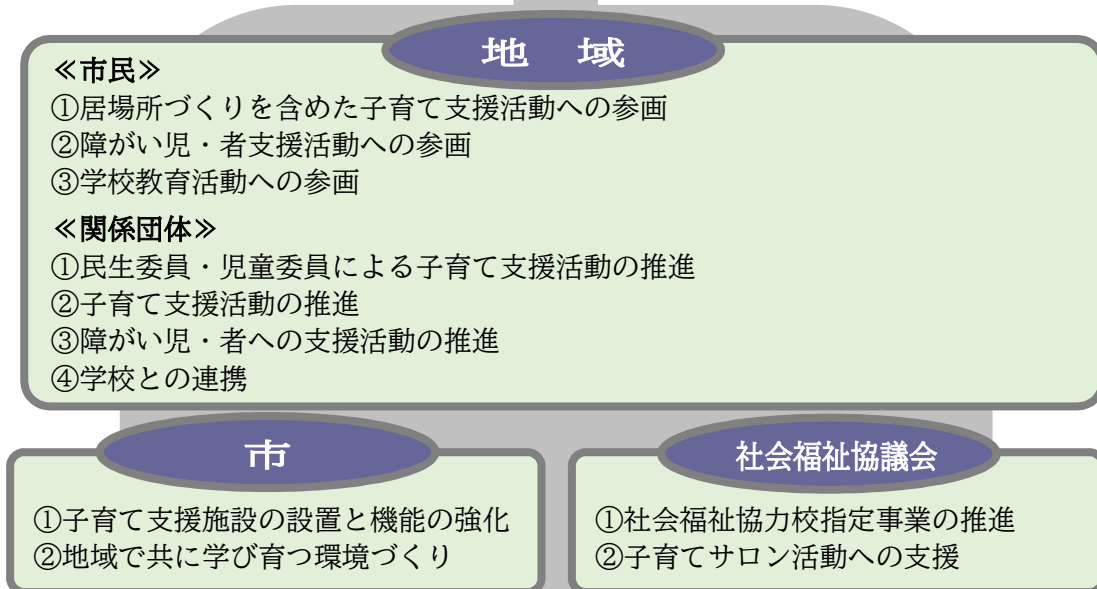 地　域
≪市民≫
①居場所づくりを含めた子育て支援活動への参画
②障がい児・者支援活動への参画
③学校教育活動への参画
≪関係団体≫
①民生委員・児童委員による子育て支援活動の推進
②子育て支援活動の推進
③障がい児・者への支援活動の推進
④学校との連携
市
①子育て支援施設の設置と機能の強化
②地域で共に学び育つ環境づくり
社会福祉協議会
①社会福祉協力校指定事業の推進
②子育てサロン活動への支援